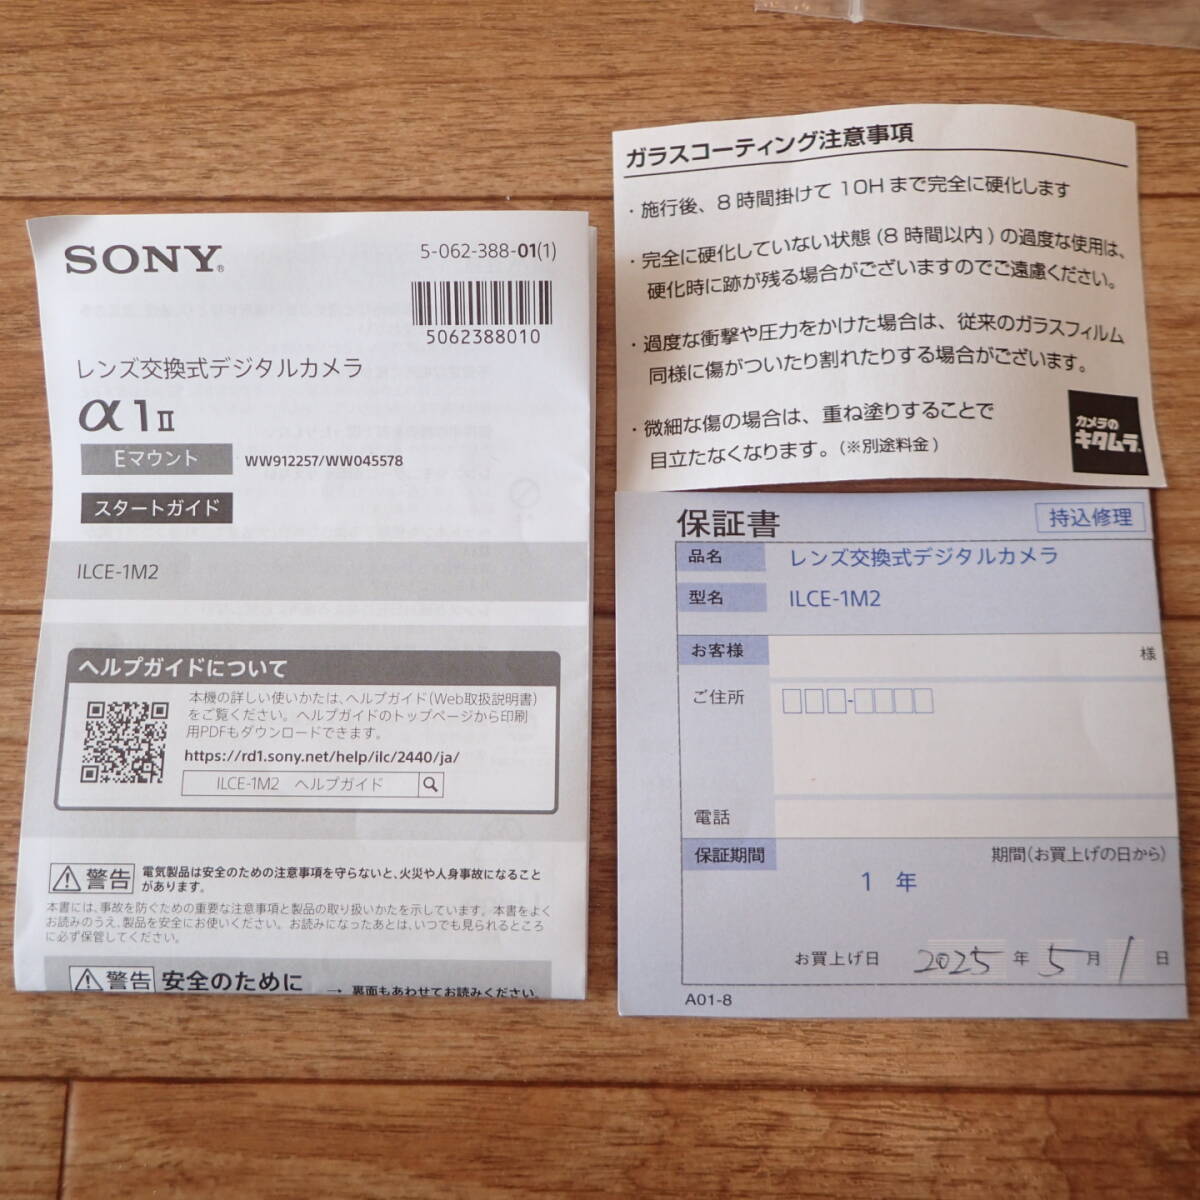 SONY®
5-062-388-01(1)
5062388010
レンズ交換式デジタルカメラ
α1II
Eマウント
WW912257/WW045578
スタートガイド
ILCE-1M2
ヘルプガイドについて
本機の詳しい使いかたは、ヘルプガイド（Web取扱説明書）
をご覧ください。ヘルプガイドのトップページから印刷
用PDFもダウンロードできます。
https://rd1.sony.net/help/ilc/2440/ja/
ILCE-1M2 ヘルプガイド
警告
電気製品は安全のための注意事項を守らないと、火災や人身事故になること
があります。
本書には、事故を防ぐための重要な注意事項と製品の取り扱いかたを示しています。本書をよく
お読みのうえ、製品を安全にお使いください。お読みになったあとは、いつでも見られるところ
に必ず保管してください。
警告 安全のために
→ 裏面もあわせてお読みください。
ガラスコーティング注意事項
・施行後、8時間掛けて10Hまで完全に硬化します
・完全に硬化していない状態(8時間以内)の過度な使用は、
硬化時に跡が残る場合がございますのでご遠慮ください。
・過度な衝撃や圧力をかけた場合は、従来のガラスフィルム
同様に傷がついたり割れたりする場合がございます。
・微細な傷の場合は、重ね塗りすることで
目立たなくなります。(※別途料金)
カメラの
キタムラ
保証書
持込修理
品名 レンズ交換式デジタルカメラ
型名 ILCE-1M2
お客様 様
ご住所
電話
保証期間 期間（お買上げの日から）
1 年
お買上げ日 2025年5月1日
A01-8